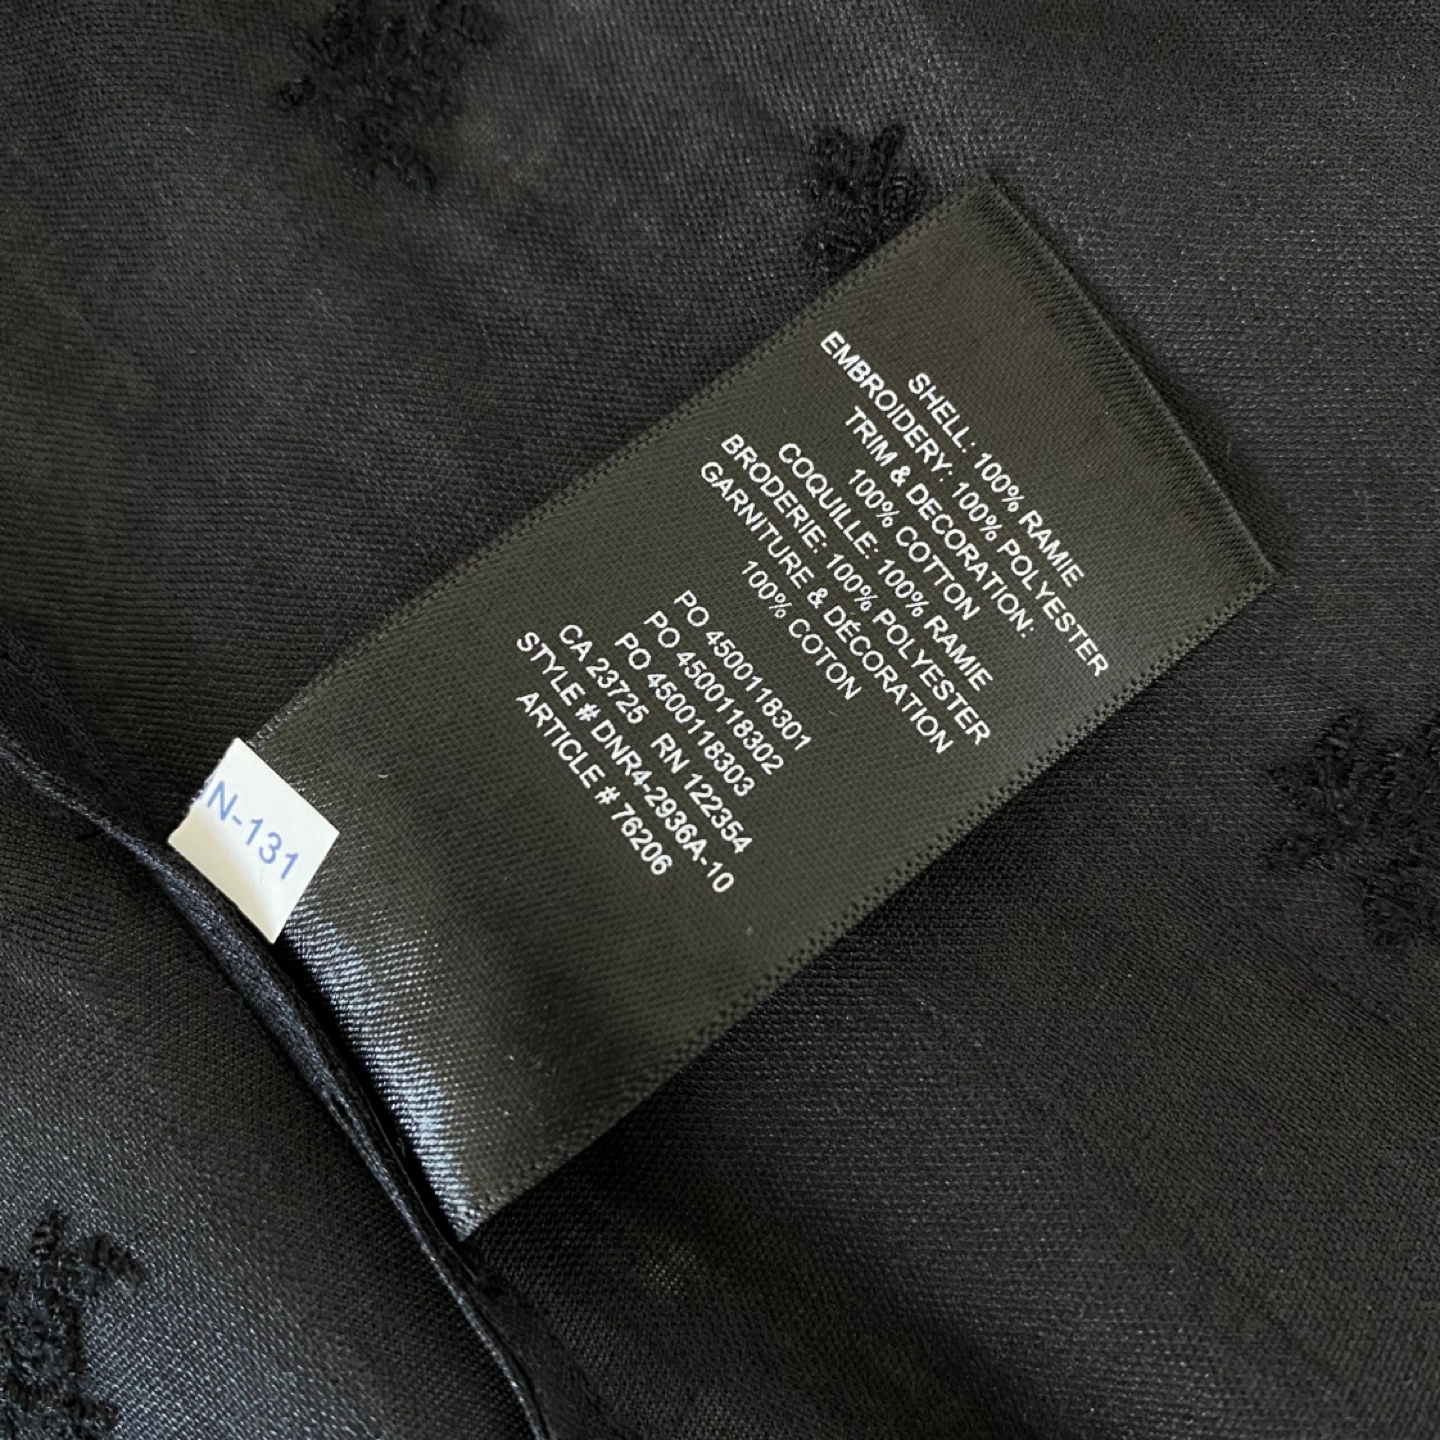 SHELL: 100% RAMIE
EMBROIDERY: 100% POLYESTER
TRIM & DECORATION:
100% COTTON
COQUILLE: 100% RAMIE
BRODERIE: 100% POLYESTER
GARNITURE & DÉCORATION
100% COTON
PO 4500118301
PO 4500118302
PO 4500118303
CA 23725 RN 122354
STYLE # DNR4-2936A-10
ARTICLE # 76206
N-131